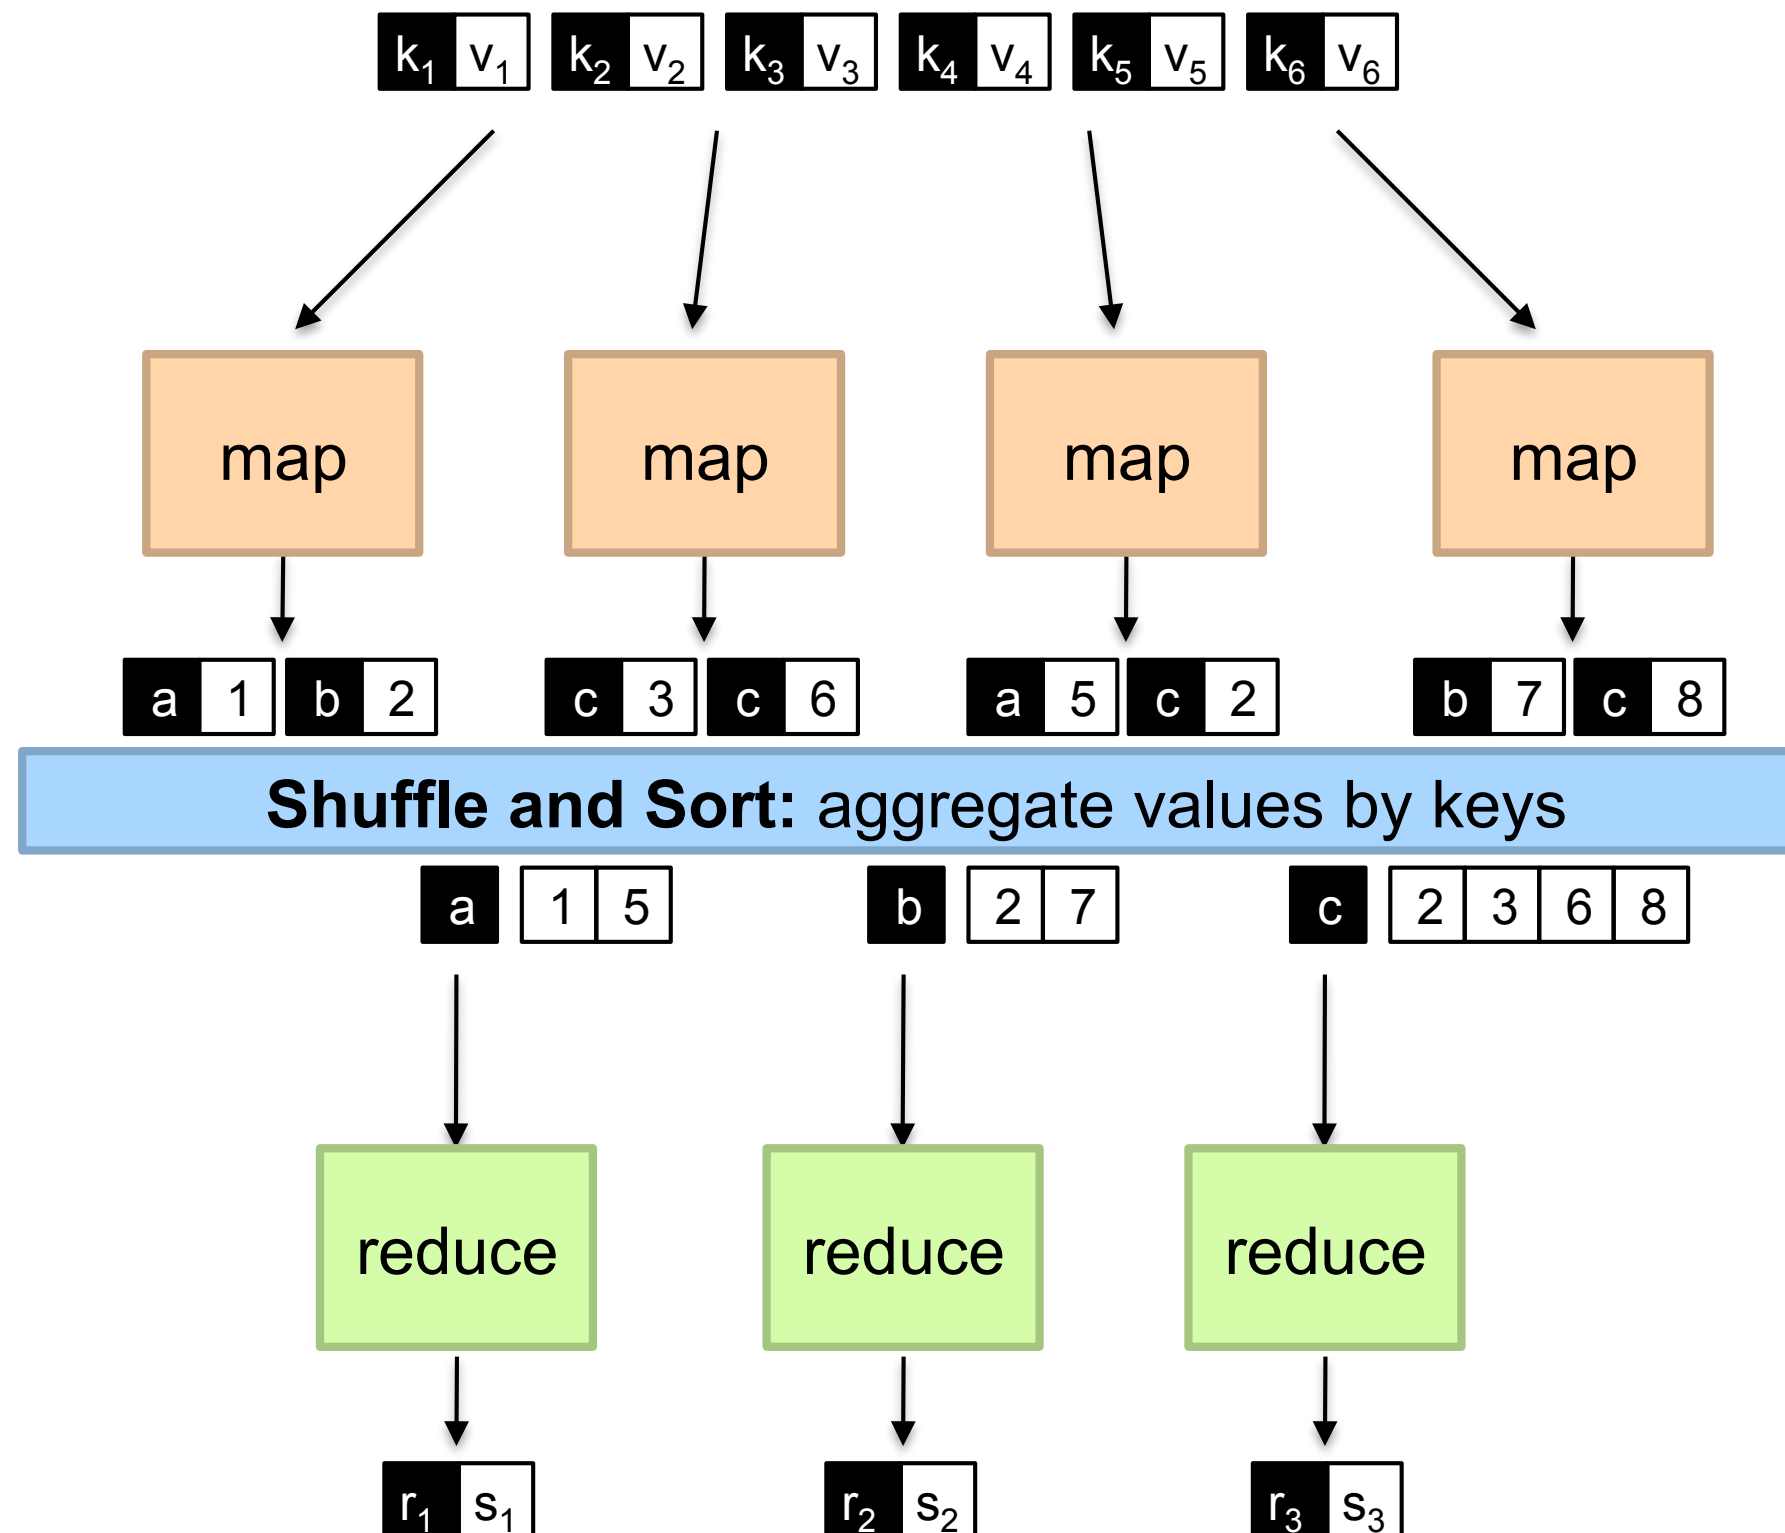 k₁ v₁ k₂ v₂ k₃ v₃ k₄ v₄ k₅ v₅ k₆ v₆
map map map map
a 1 b 2 c 3 c 6 a 5 c 2 b 7 c 8
Shuffle and Sort: aggregate values by keys
a 1 5 b 2 7 c 2 3 6 8
reduce reduce reduce
r₁ s₁ r₂ s₂ r₃ s₃